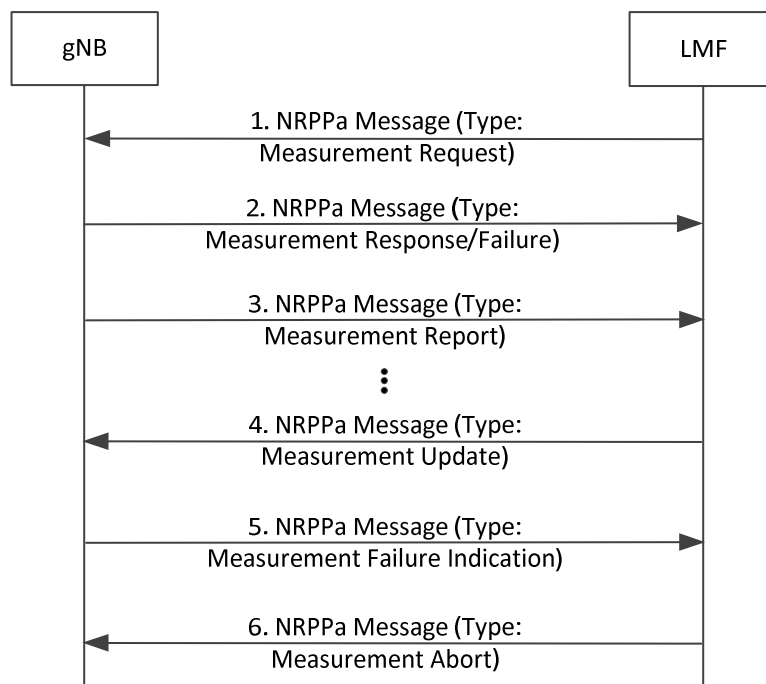 gNB
LMF
1. NRPPa Message (Type:
Measurement Request)
2. NRPPa Message (Type:
Measurement Response/Failure)
3. NRPPa Message (Type:
Measurement Report)
4. NRPPa Message (Type:
Measurement Update)
5. NRPPa Message (Type:
Measurement Failure Indication)
6. NRPPa Message (Type:
Measurement Abort)